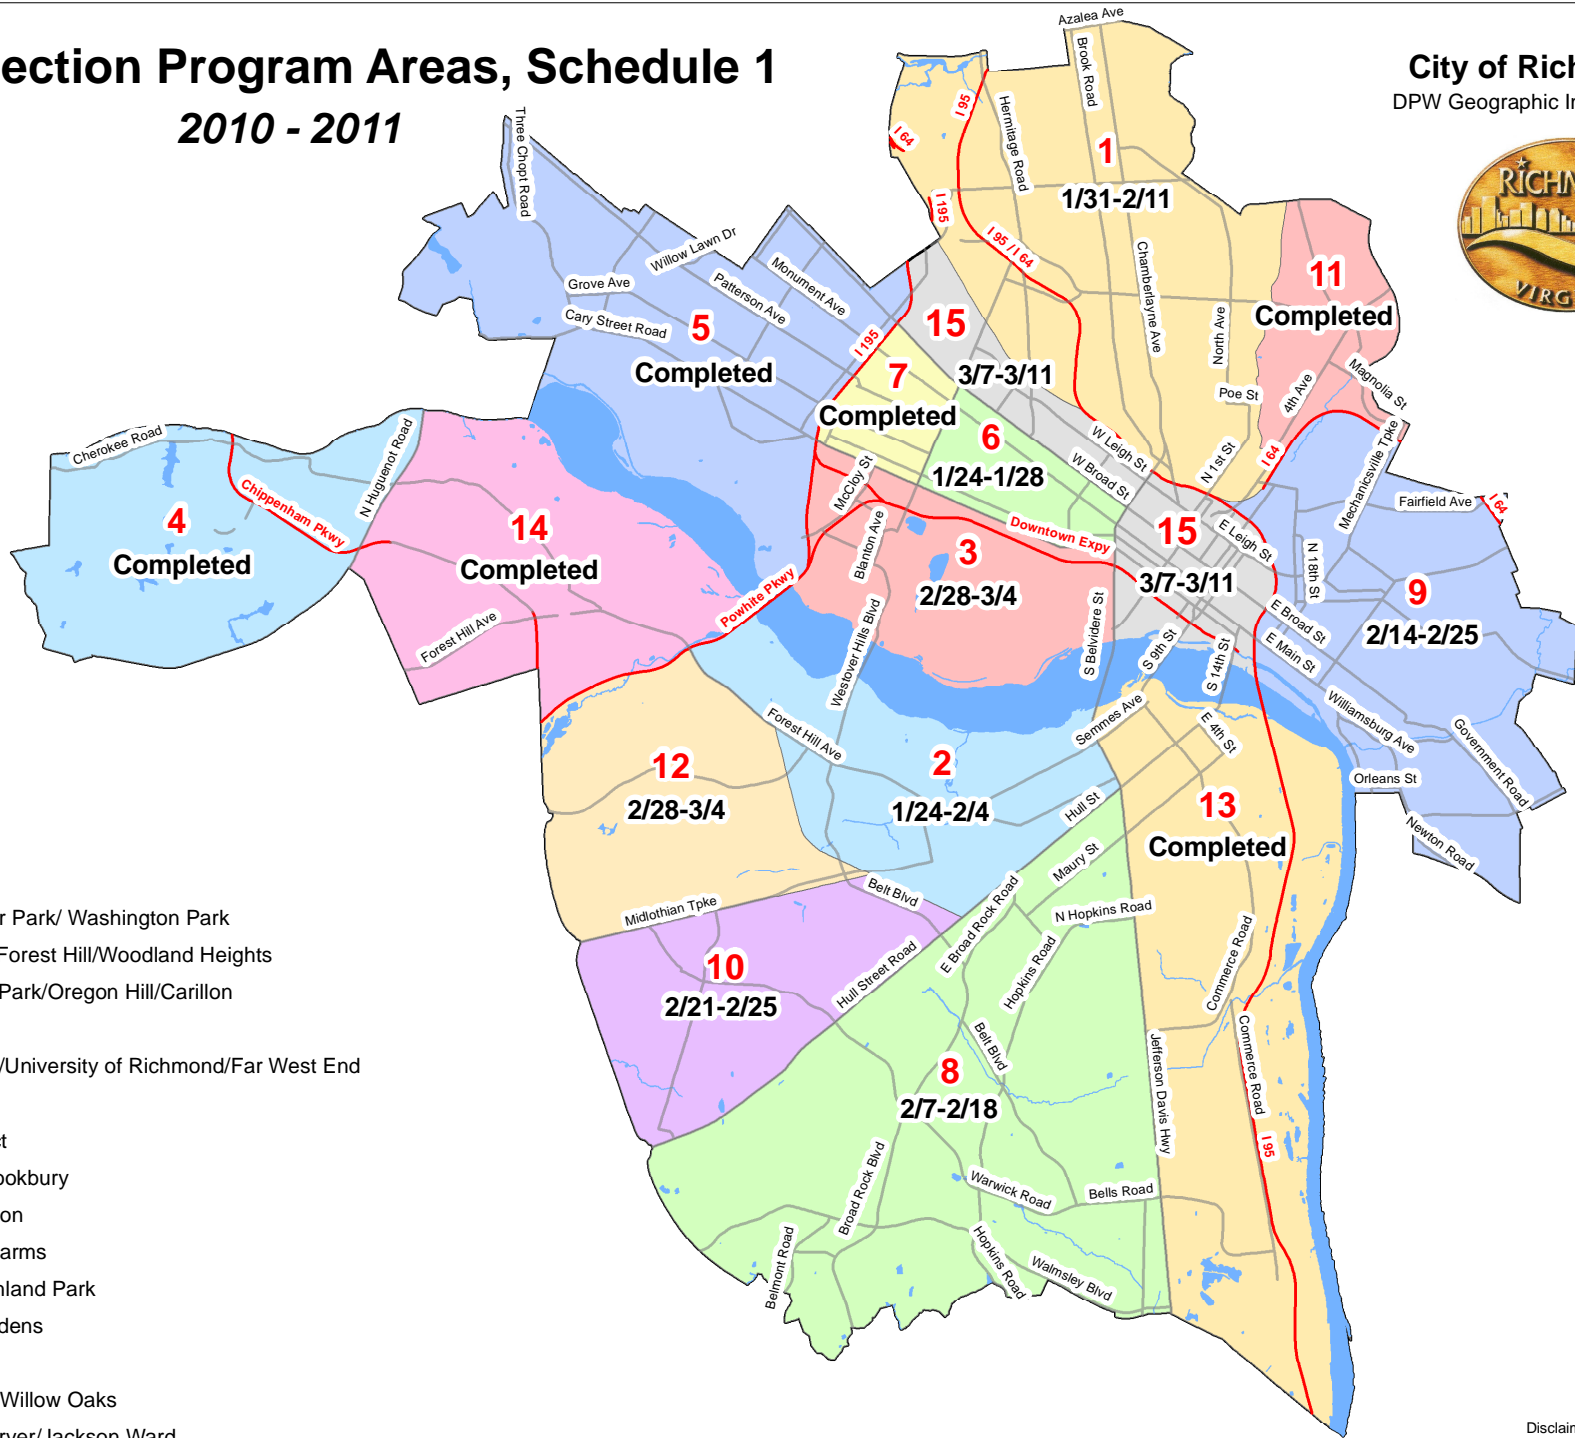 ection Program Areas, Schedule 1
2010 - 2011
City of Rich
DPW Geographic In
RICHM
VIRG
Azalea Ave
Brook Road
I 95
Hermitage Road
I 64
1
1/31-2/11
I 195
I 95 / I 64
Chamberlayne Ave
North Ave
Poe St
11
Completed
4th Ave
Magnolia St
Three Chopt Road
Willow Lawn Dr
Monument Ave
Grove Ave
Patterson Ave
Cary Street Road
5
Completed
I 195
15
3/7-3/11
7
Completed
6
1/24-1/28
W Leigh St
W Broad St
N 1st St
I 64
Mechanicsville Tpke
Fairfield Ave
I 64
Cherokee Road
N Huguenot Road
Chippenham Pkwy
4
Completed
14
Completed
Forest Hill Ave
Powhite Pkwy
McCloy St
Blanton Ave
Downtown Expy
3
2/28-3/4
Westover Hills Blvd
S Belvidere St
15
3/7-3/11
E Leigh St
N 18th St
9
2/14-2/25
E Broad St
E Main St
S 9th St
S 14th St
Williamsburg Ave
Government Road
Orleans St
Newton Road
Forest Hill Ave
Semmes Ave
E 4th St
12
2/28-3/4
2
1/24-2/4
Hull St
13
Completed
Maury St
Midlothian Tpke
Belt Blvd
E Broad Rock Road
N Hopkins Road
Hull Street Road
Hopkins Road
Commerce Road
10
2/21-2/25
Belt Blvd
Jefferson Davis Hwy
Commerce Road
8
2/7-2/18
I 95
Broad Rock Blvd
Warwick Road
Bells Road
Belmont Road
Hopkins Road
Walmsley Blvd
r Park/ Washington Park
Forest Hill/Woodland Heights
Park/Oregon Hill/Carillon
/University of Richmond/Far West End
ct
ookbury
on
arms
hland Park
dens
Willow Oaks
rver/Jackson Ward
Disclaim